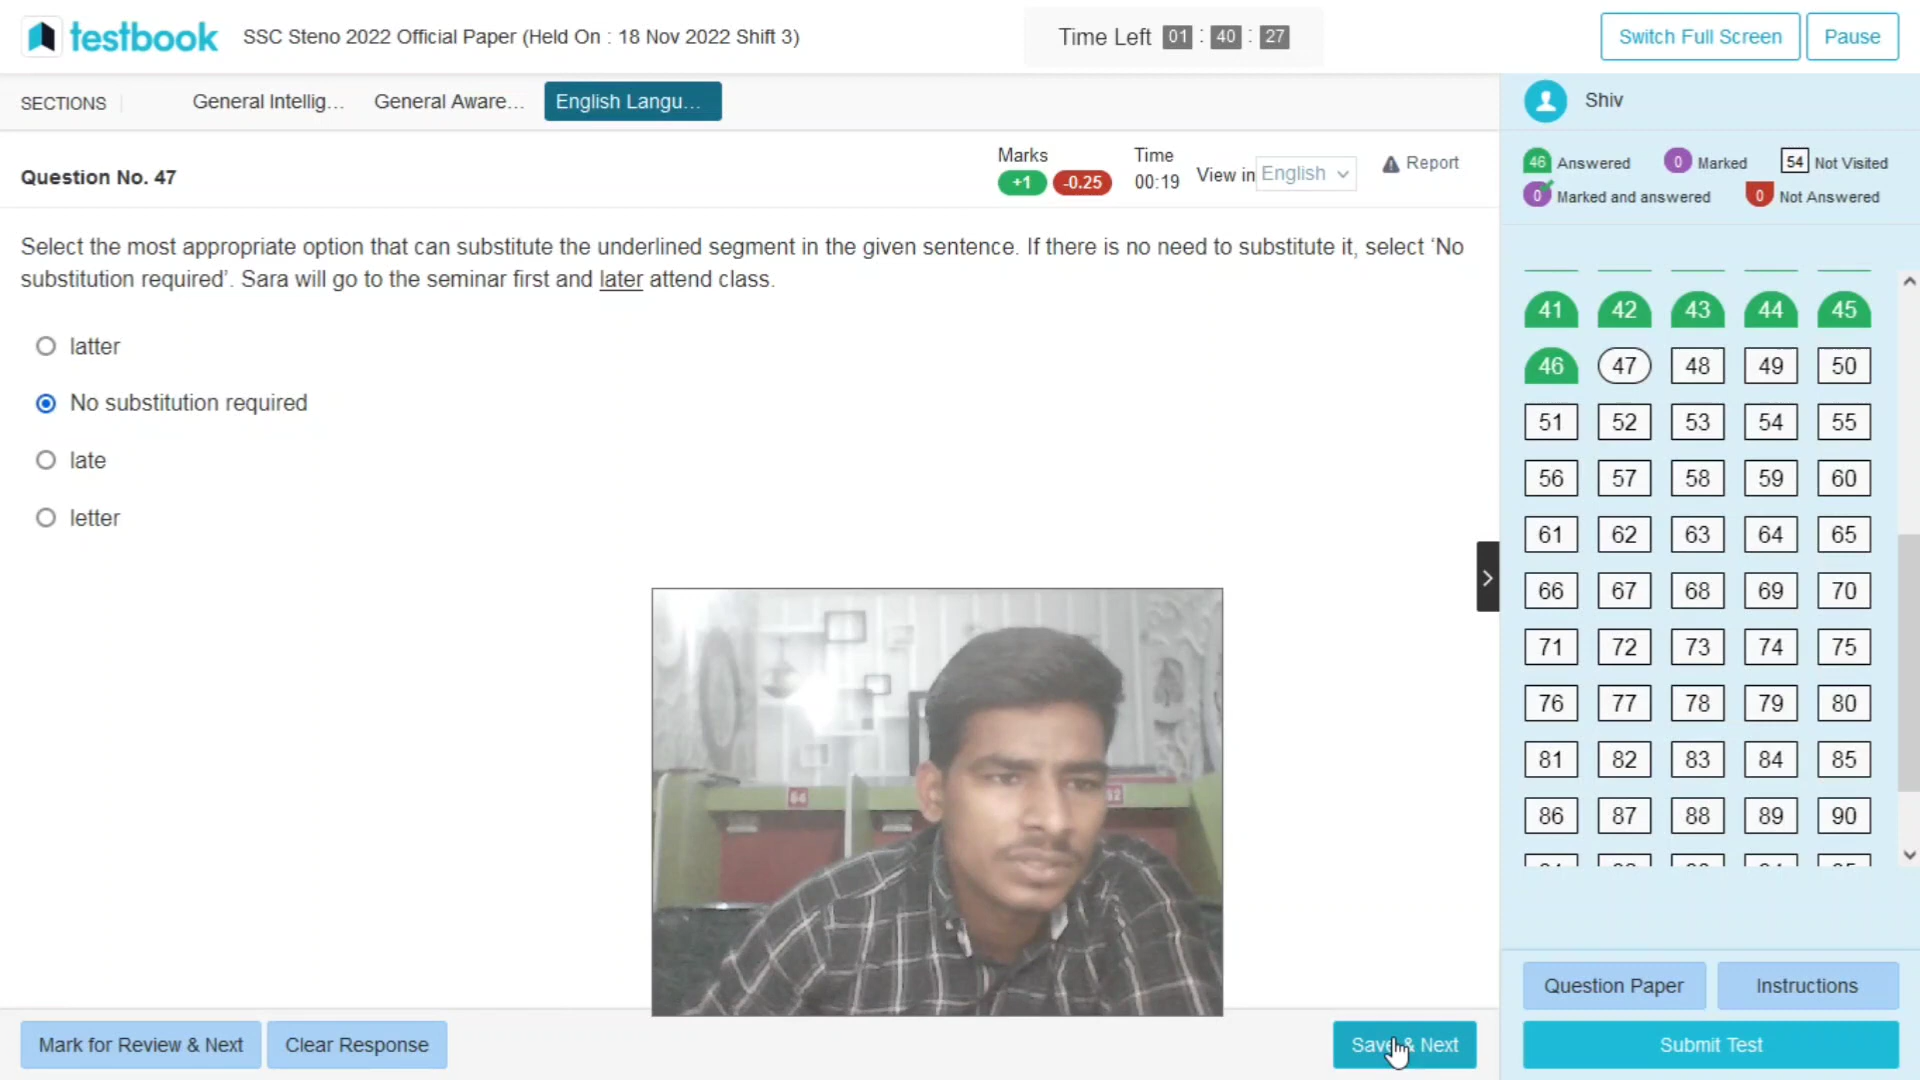 testbook SSC Steno 2022 Official Paper (Held On : 18 Nov 2022 Shift 3) Time Left 01 : 40 : 27 Switch Full Screen Pause
SECTIONS General Intellig... General Aware... English Langu... Shiv
Question No. 47 Marks +1 -0.25 Time 00:19 View in English Report
46 Answered 0 Marked 54 Not Visited
0 Marked and answered 0 Not Answered
Select the most appropriate option that can substitute the underlined segment in the given sentence. If there is no need to substitute it, select ‘No
substitution required’. Sara will go to the seminar first and later attend class.
latter
No substitution required
late
letter
41 42 43 44 45
46 47 48 49 50
51 52 53 54 55
56 57 58 59 60
61 62 63 64 65
66 67 68 69 70
71 72 73 74 75
76 77 78 79 80
81 82 83 84 85
86 87 88 89 90
Question Paper Instructions
Mark for Review & Next Clear Response Save & Next Submit Test